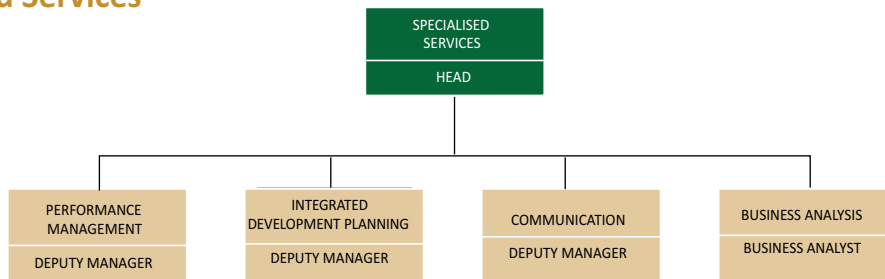 Services
SPECIALISED
SERVICES
HEAD
PERFORMANCE
MANAGEMENT
DEPUTY MANAGER
INTEGRATED
DEVELOPMENT PLANNING
DEPUTY MANAGER
COMMUNICATION
DEPUTY MANAGER
BUSINESS ANALYSIS
BUSINESS ANALYST